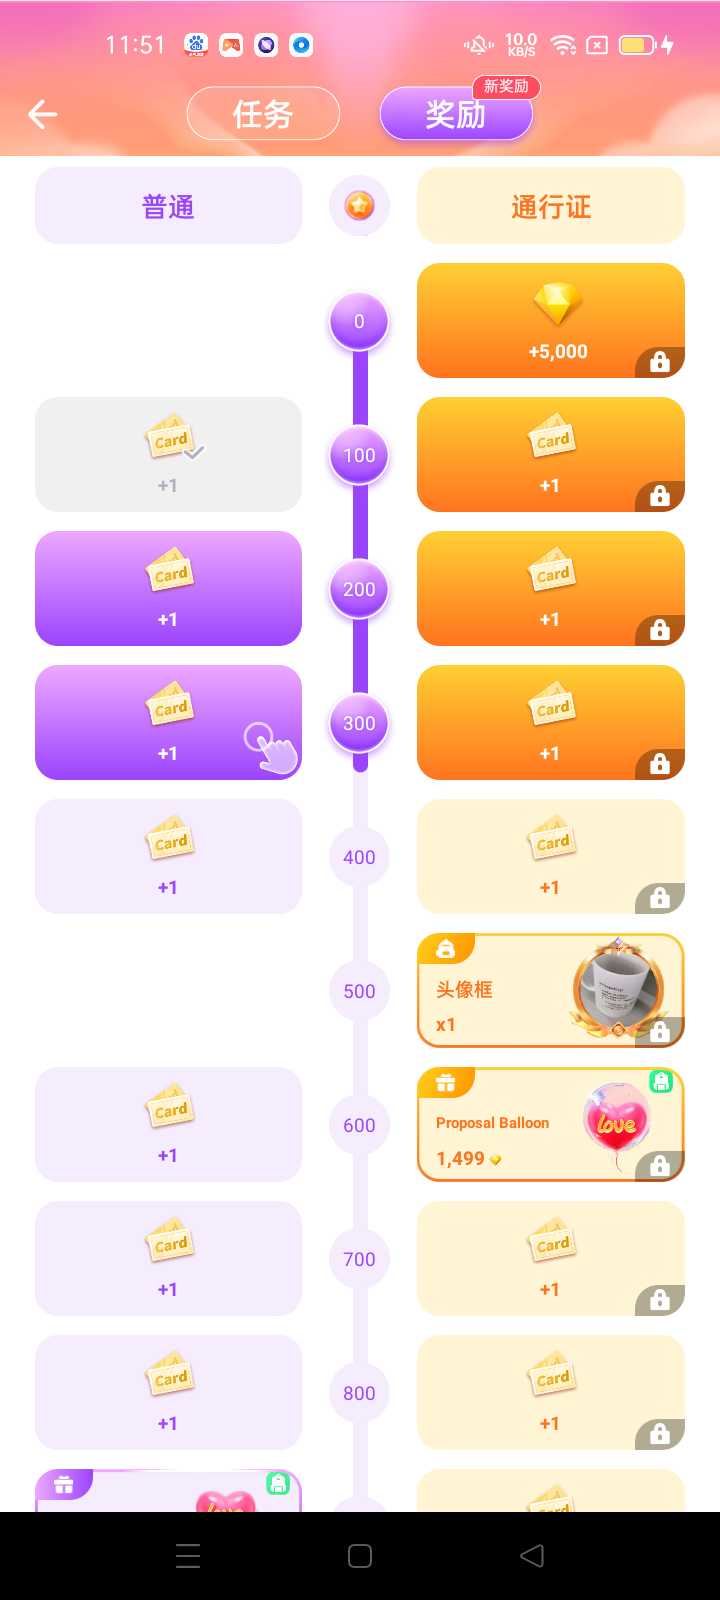 11:51
10.0
KB/S
任务
奖励
新奖励
普通
通行证
0
+5,000
Card
+1
100
Card
+1
Card
+1
200
Card
+1
Card
+1
300
Card
+1
Card
+1
400
Card
+1
500
头像框
x1
Card
+1
600
Proposal Balloon
1,499
love
Card
+1
700
Card
+1
Card
+1
800
Card
+1